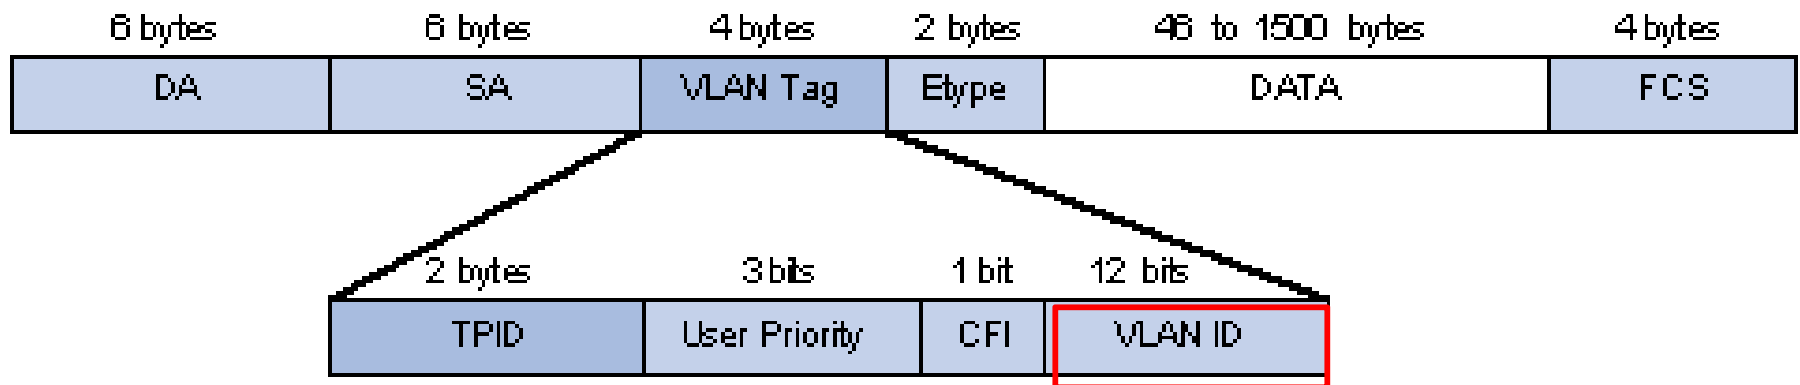 6 bytes 6 bytes 4 bytes 2 bytes 46 to 1500 bytes 4 bytes
DA SA VLAN Tag Etype DATA FCS
2 bytes 3 bits 1 bit 12 bits
TPID User Priority CFI VLAN ID